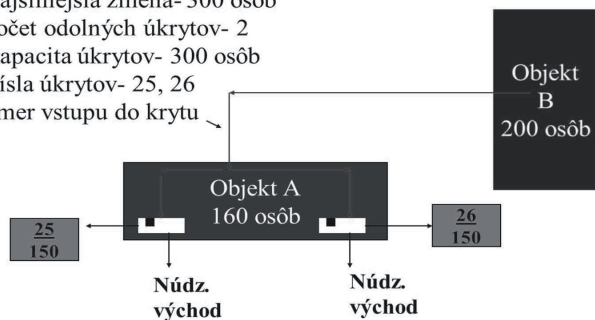 ajsilnejšia zmena- 300 osôb
očet odolných úkrytov- 2
apacita úkrytov- 300 osôb
ísla úkrytov- 25, 26
mer vstupu do krytu
Objekt
B
200 osôb
Objekt A
160 osôb
25
150
26
150
Núdz.
východ
Núdz.
východ